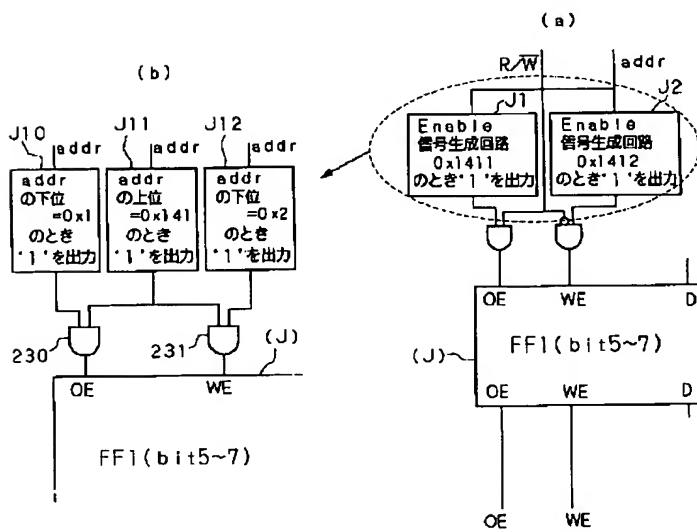 (a)
R/W
addr
J1
J2
Enable
信号生成回路
0x1411
のとき'1'を出力
Enable
信号生成回路
0x1412
のとき'1'を出力
OE
WE
D
(J)
FF1(bit5~7)
OE
WE
D
OE
WE
(b)
J10
J11
J12
addr
addr
addr
addr
の下位
=0x1
のとき
'1'を出力
addr
の上位
=0x141
のとき
'1'を出力
addr
の下位
=0x2
のとき
'1'を出力
230
231
(J)
OE
WE
FF1(bit5~7)